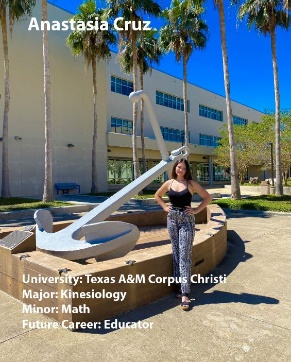 Anastasia Cruz
University: Texas A&M Corpus Christi
Major: Kinesiology
Minor: Math
Future Career: Educator